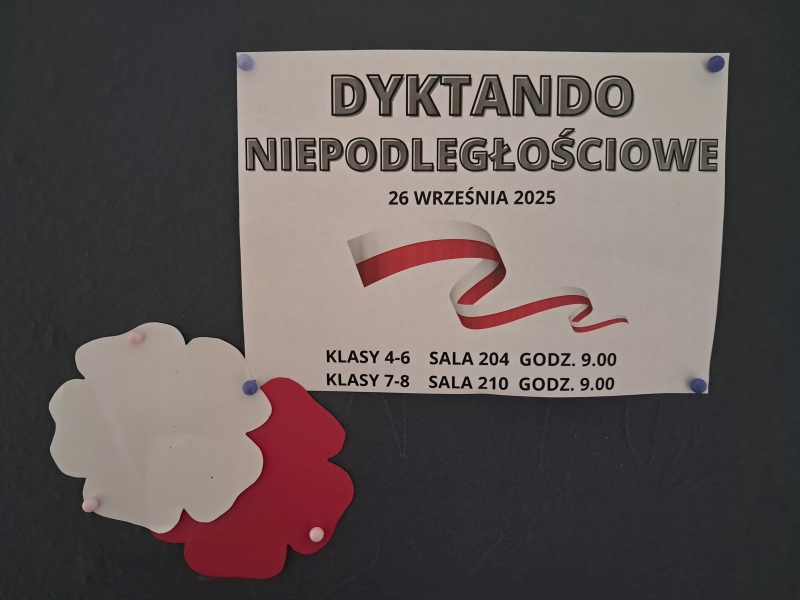 DYKTANDO
NIEPODLEGŁOŚCIOWE
26 WRZEŚNIA 2025
KLASY 4-6 SALA 204 GODZ. 9.00
KLASY 7-8 SALA 210 GODZ. 9.00